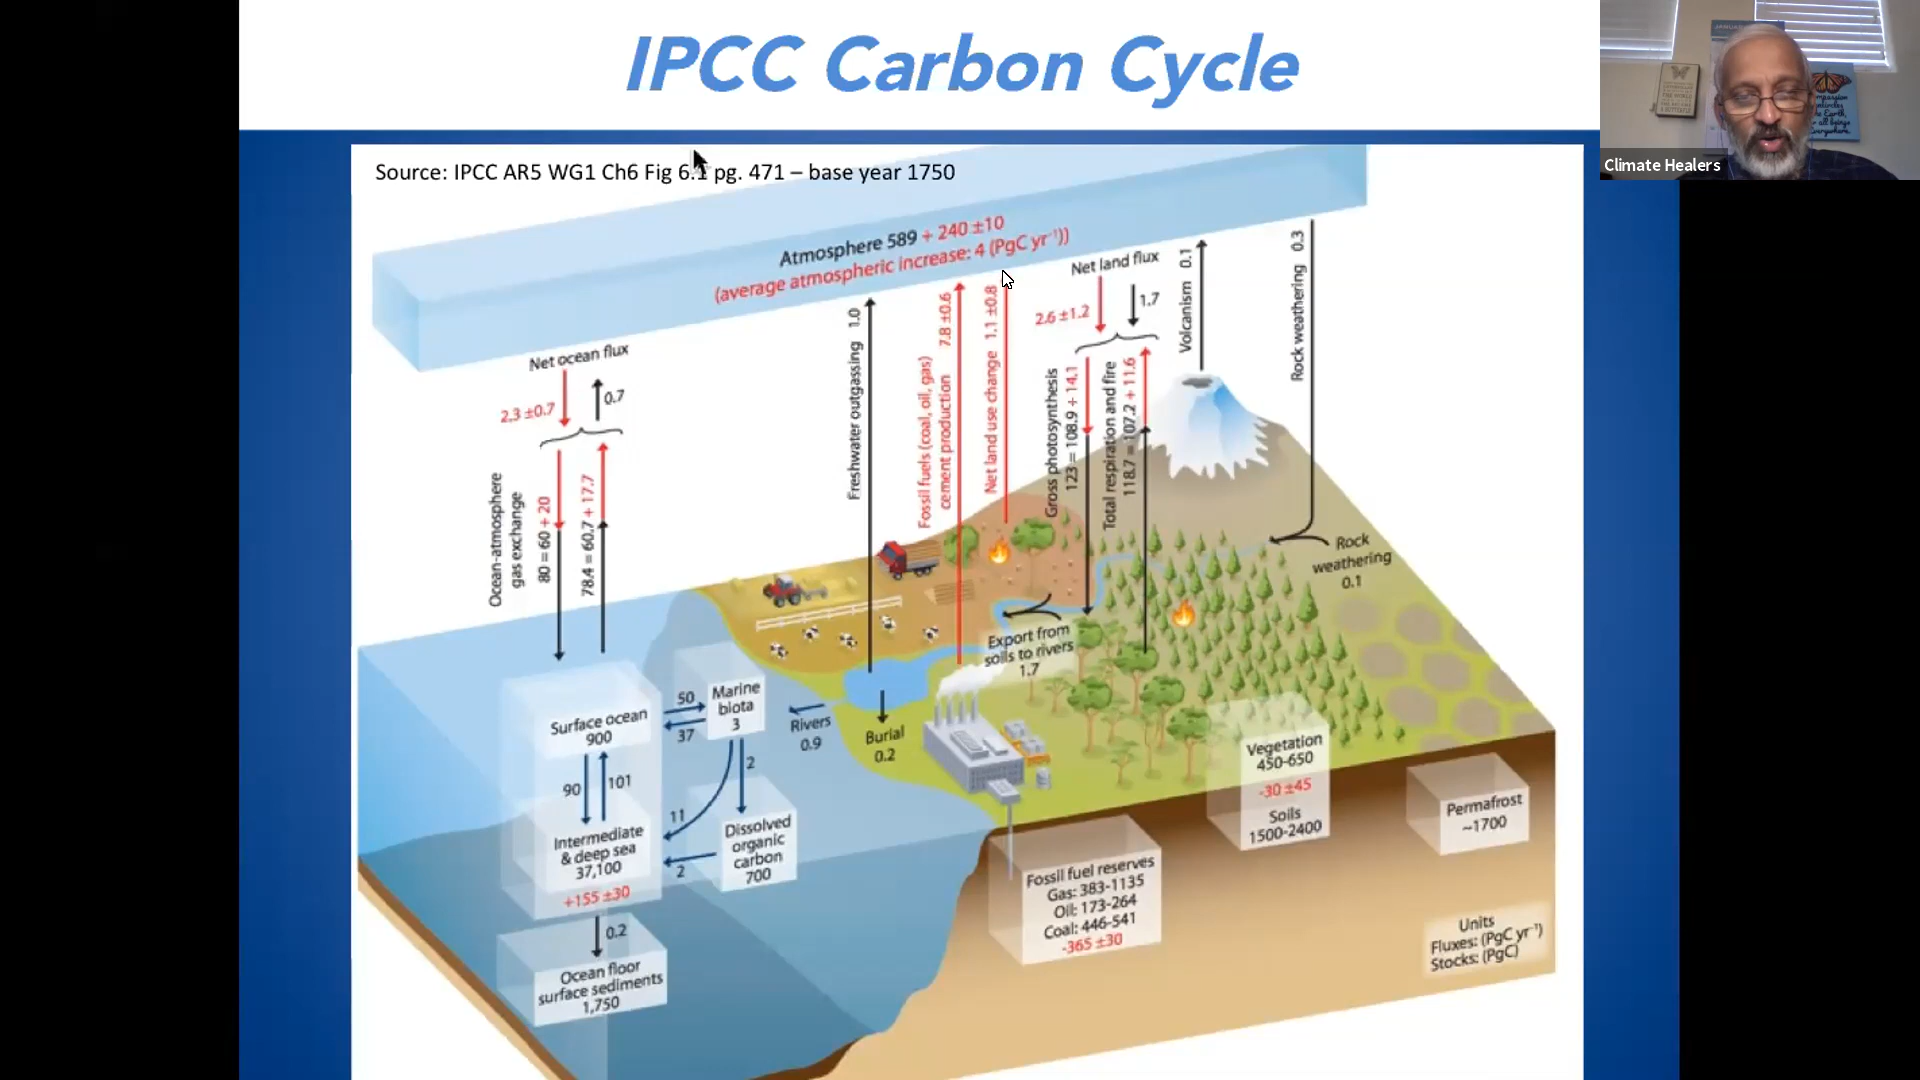 IPCC Carbon Cycle
Source: IPCC AR5 WG1 Ch6 Fig 6.1 pg. 471 – base year 1750
Climate Healers
Atmosphere 589 + 240 ±10
(average atmospheric increase: 4 (PgC yr⁻¹))
Net ocean flux
2.3 ±0.7
0.7
Ocean-atmosphere
gas exchange
80 = 60 + 20
78.4 = 60.7 + 17.7
Freshwater outgassing 1.0
Fossil fuels (coal, oil, gas)
cement production 7.8 ±0.6
Net land use change 1.1 ±0.8
Net land flux
2.6 ±1.2
1.7
Gross photosynthesis
123 = 108.9 + 14.1
Total respiration and fire
118.7 = 107.2 + 11.6
Volcanism 0.1
Rock weathering 0.3
Rock
weathering
0.1
Export from
soils to rivers
1.7
Surface ocean
900
50
37
Marine
biota
3
Rivers
0.9
Burial
0.2
90
101
2
11
Intermediate
& deep sea
37,100
+155 ±30
Dissolved
organic
carbon
700
2
0.2
Ocean floor
surface sediments
1,750
Fossil fuel reserves
Gas: 383-1135
Oil: 173-264
Coal: 446-541
-365 ±30
Vegetation
450-650
-30 ±45
Soils
1500-2400
Permafrost
~1700
Units
Fluxes: (PgC yr⁻¹)
Stocks: (PgC)